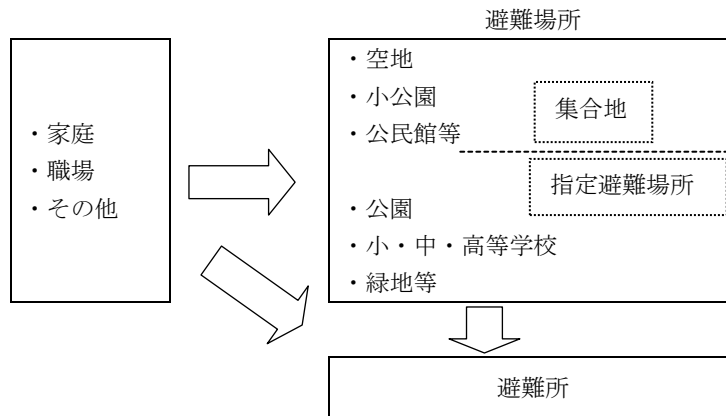 避難場所
・家庭
・職場
・その他
・空地
・小公園
・公民館等
集合地
指定避難場所
・公園
・小・中・高等学校
・緑地等
避難所